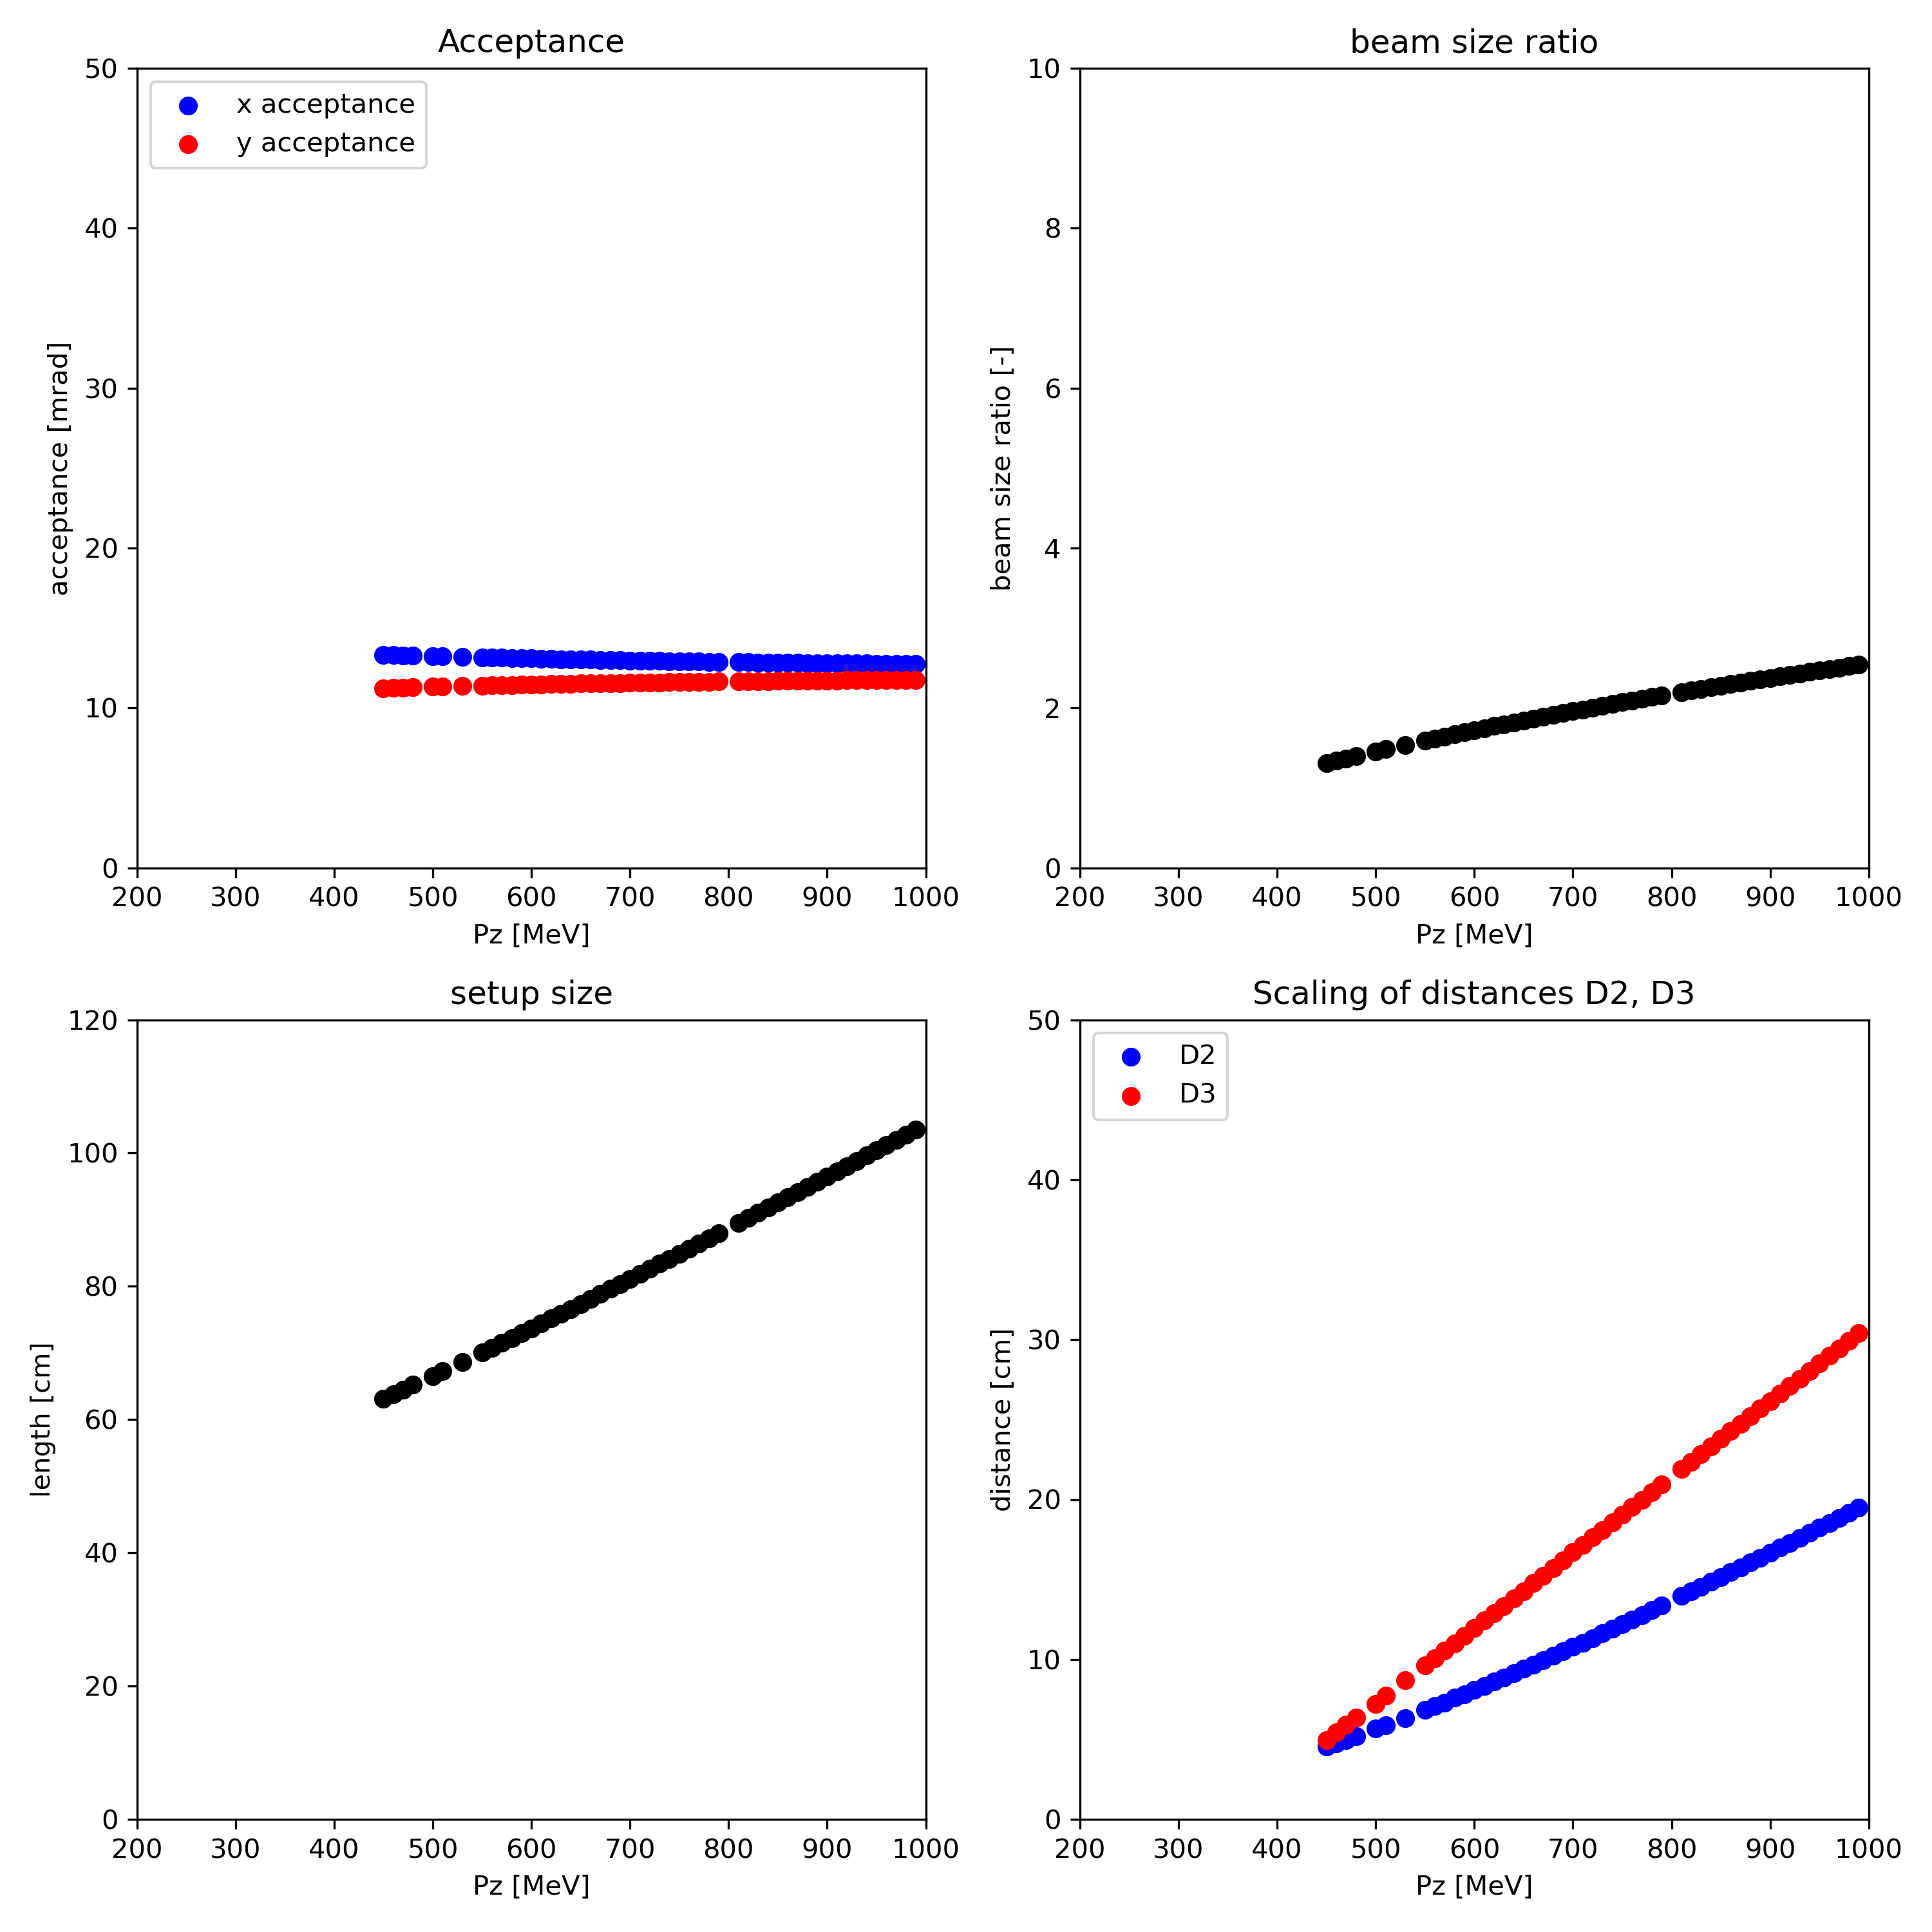 Acceptance
50
40
30
20
10
0
acceptance [mrad]
x acceptance
y acceptance
200 300 400 500 600 700 800 900 1000
Pz [MeV]
beam size ratio
10
8
6
4
2
0
beam size ratio [-]
200 300 400 500 600 700 800 900 1000
Pz [MeV]
setup size
120
100
80
60
40
20
0
length [cm]
200 300 400 500 600 700 800 900 1000
Pz [MeV]
Scaling of distances D2, D3
50
40
30
20
10
0
distance [cm]
D2
D3
200 300 400 500 600 700 800 900 1000
Pz [MeV]